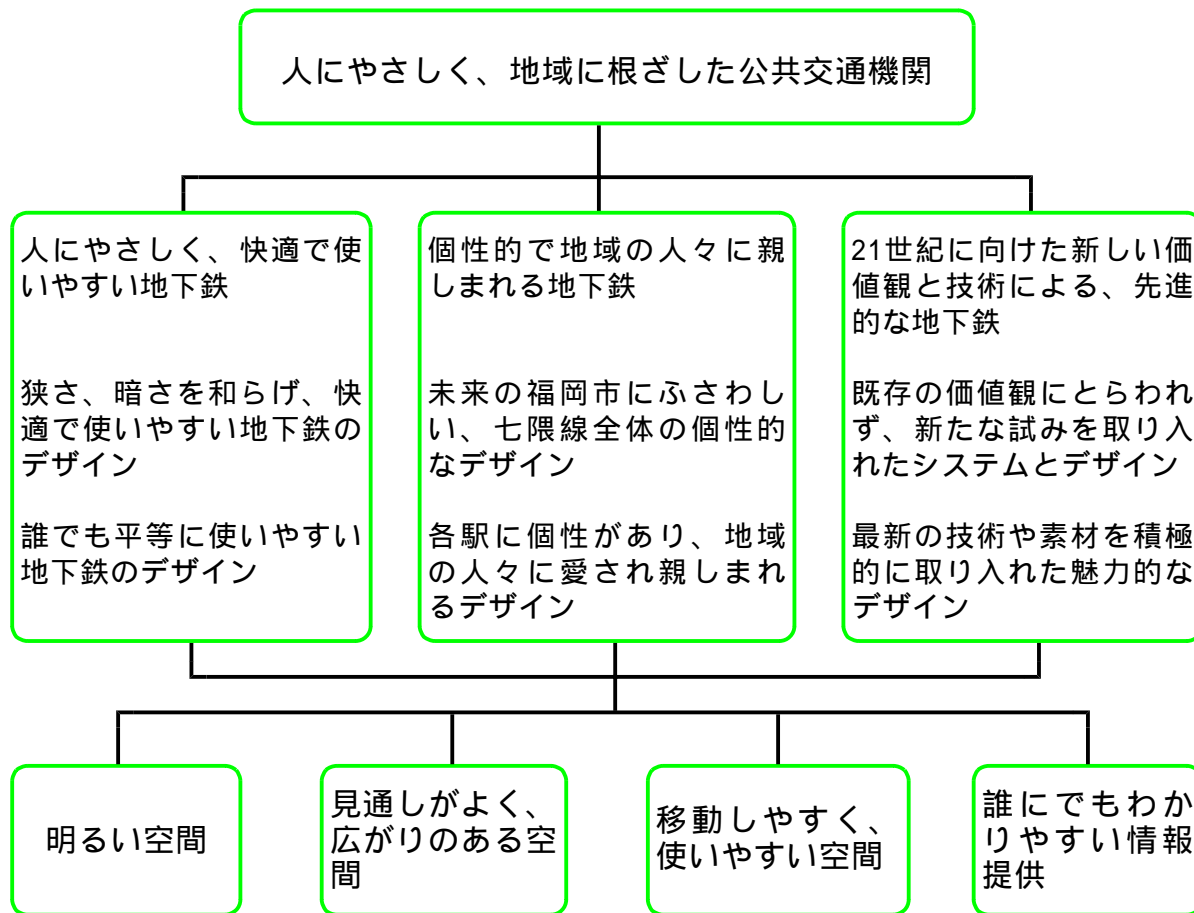 人にやさしく、地域に根ざした公共交通機関
人にやさしく、快適で使
いやすい地下鉄
狭さ、暗さを和らげ、快
適で使いやすい地下鉄の
デザイン
誰でも平等に使いやすい
地下鉄のデザイン
個性的で地域の人々に親
しまれる地下鉄
未来の福岡市にふさわし
い、七隈線全体の個性的
なデザイン
各駅に個性があり、地域
の人々に愛され親しまれ
るデザイン
21世紀に向けた新しい価
値観と技術による、先進
的な地下鉄
既存の価値観にとらわれ
ず、新たな試みを取り入
れたシステムとデザイン
最新の技術や素材を積極
的に取り入れた魅力的な
デザイン
明るい空間
見通しがよく、
広がりのある空
間
移動しやすく、
使いやすい空間
誰にでもわか
りやすい情報
提供